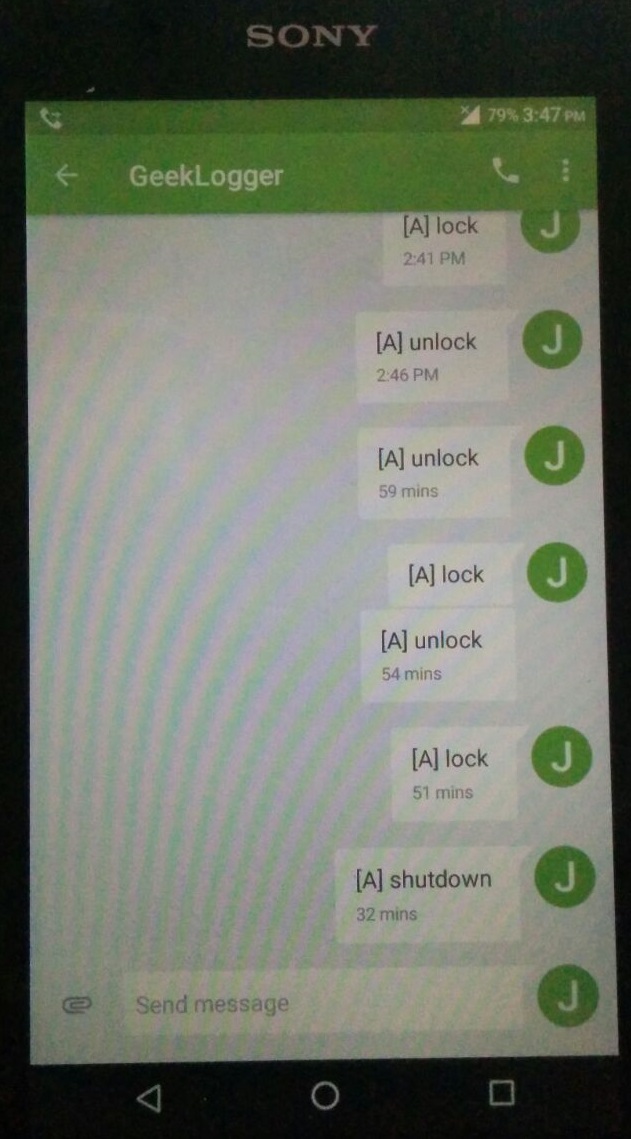 SONY
79% 3:47 PM
GeekLogger
[A] lock
2:41 PM
J
[A] unlock
2:46 PM
J
[A] unlock
59 mins
J
[A] lock
J
[A] unlock
54 mins
[A] lock
51 mins
J
[A] shutdown
32 mins
J
Send message
J